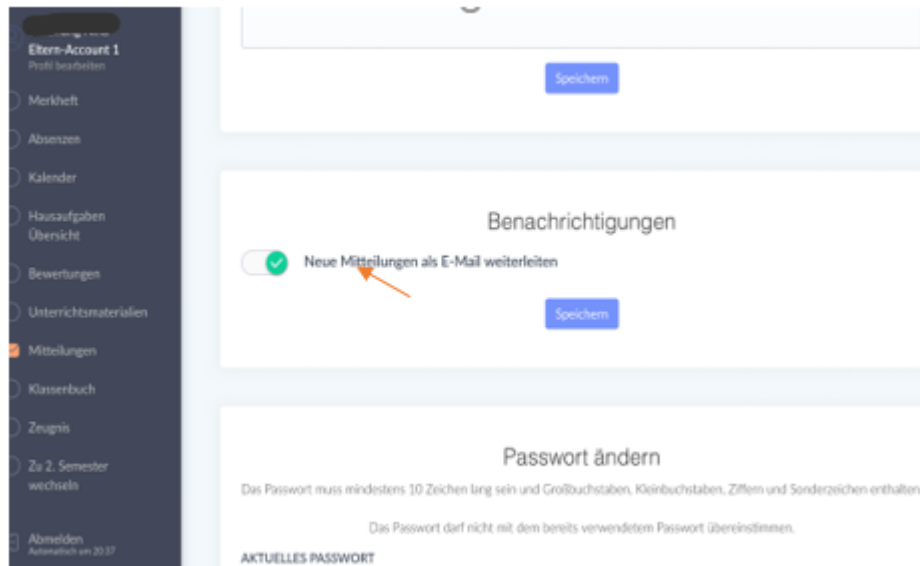 Eltern-Account 1
Profil bearbeiten
Merkheft
Absenzen
Kalender
Hausaufgaben
Übersicht
Bewertungen
Unterrichtsmaterialien
Mitteilungen
Klassenbuch
Zeugnis
Zu 2. Semester
wechseln
Abmelden
Automatisch um 20:37
Speichern
Benachrichtigungen
Neue Mitteilungen als E-Mail weiterleiten
Speichern
Passwort ändern
Das Passwort muss mindestens 10 Zeichen lang sein und Großbuchstaben, Kleinbuchstaben, Ziffern und Sonderzeichen enthalten
Das Passwort darf nicht mit dem bereits verwendetem Passwort übereinstimmen.
AKTUELLES PASSWORT